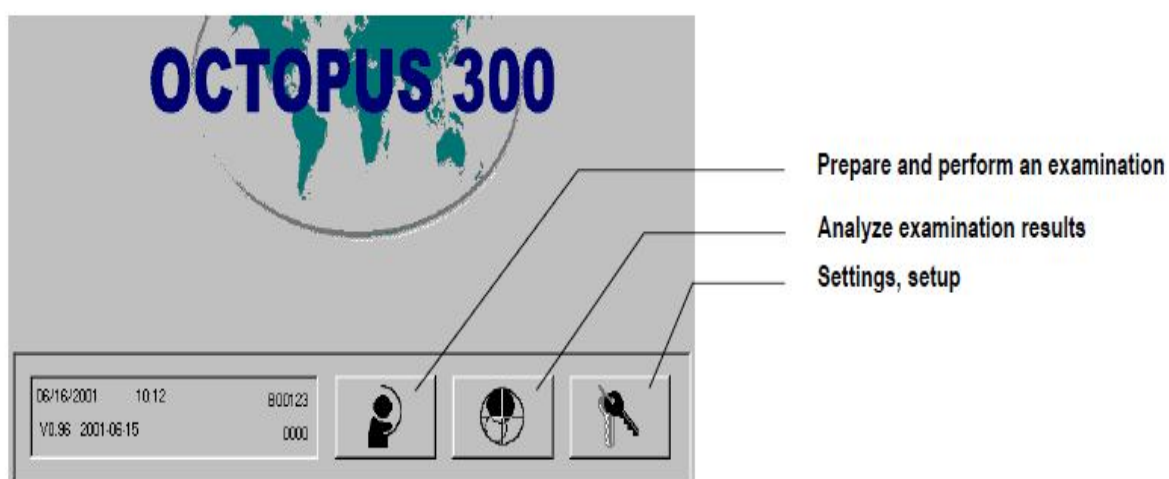 OCTOPUS 300
Prepare and perform an examination
Analyze examination results
Settings, setup
06/16/2001 10:12 800123
V0.96 2001-06-15 0000